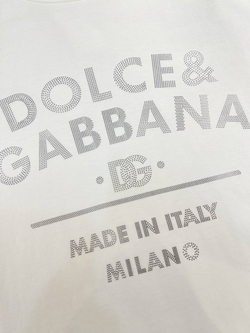 DOLCE&
GABBANA
·DG·
MADE IN ITALY
MILANO